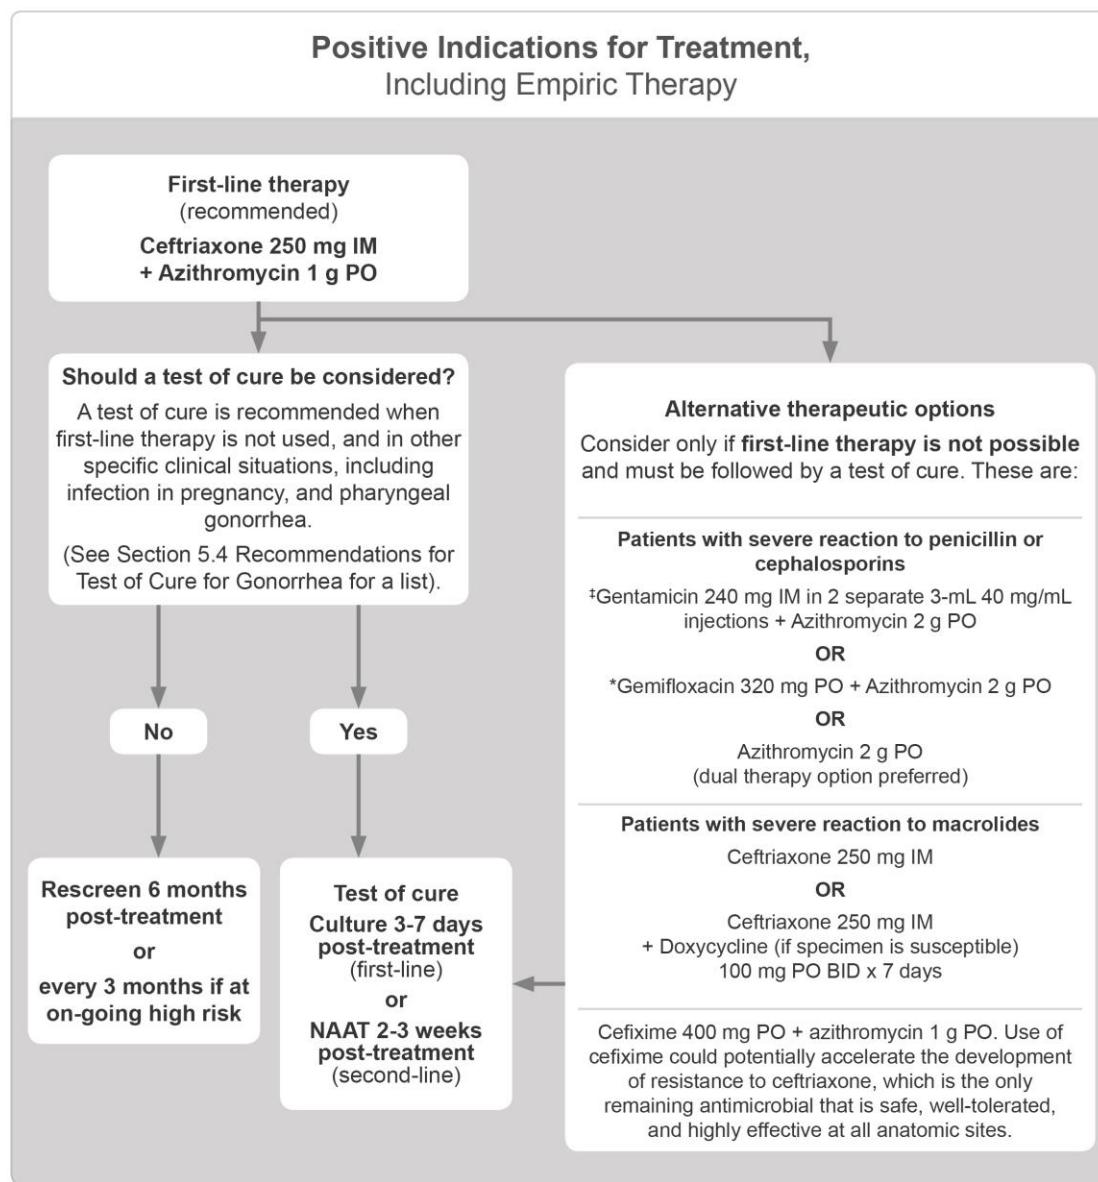 Positive Indications for Treatment,
Including Empiric Therapy
First-line therapy
(recommended)
Ceftriaxone 250 mg IM
+ Azithromycin 1 g PO
Should a test of cure be considered?
A test of cure is recommended when
first-line therapy is not used, and in other
specific clinical situations, including
infection in pregnancy, and pharyngeal
gonorrhea.
(See Section 5.4 Recommendations for
Test of Cure for Gonorrhea for a list).
No
Yes
Rescreen 6 months
post-treatment
or
every 3 months if at
on-going high risk
Test of cure
Culture 3-7 days
post-treatment
(first-line)
or
NAAT 2-3 weeks
post-treatment
(second-line)
Alternative therapeutic options
Consider only if first-line therapy is not possible
and must be followed by a test of cure. These are:
Patients with severe reaction to penicillin or
cephalosporins
‡Gentamicin 240 mg IM in 2 separate 3-mL 40 mg/mL
injections + Azithromycin 2 g PO
OR
*Gemifloxacin 320 mg PO + Azithromycin 2 g PO
OR
Azithromycin 2 g PO
(dual therapy option preferred)
Patients with severe reaction to macrolides
Ceftriaxone 250 mg IM
OR
Ceftriaxone 250 mg IM
+ Doxycycline (if specimen is susceptible)
100 mg PO BID x 7 days
Cefixime 400 mg PO + azithromycin 1 g PO. Use of
cefixime could potentially accelerate the development
of resistance to ceftriaxone, which is the only
remaining antimicrobial that is safe, well-tolerated,
and highly effective at all anatomic sites.